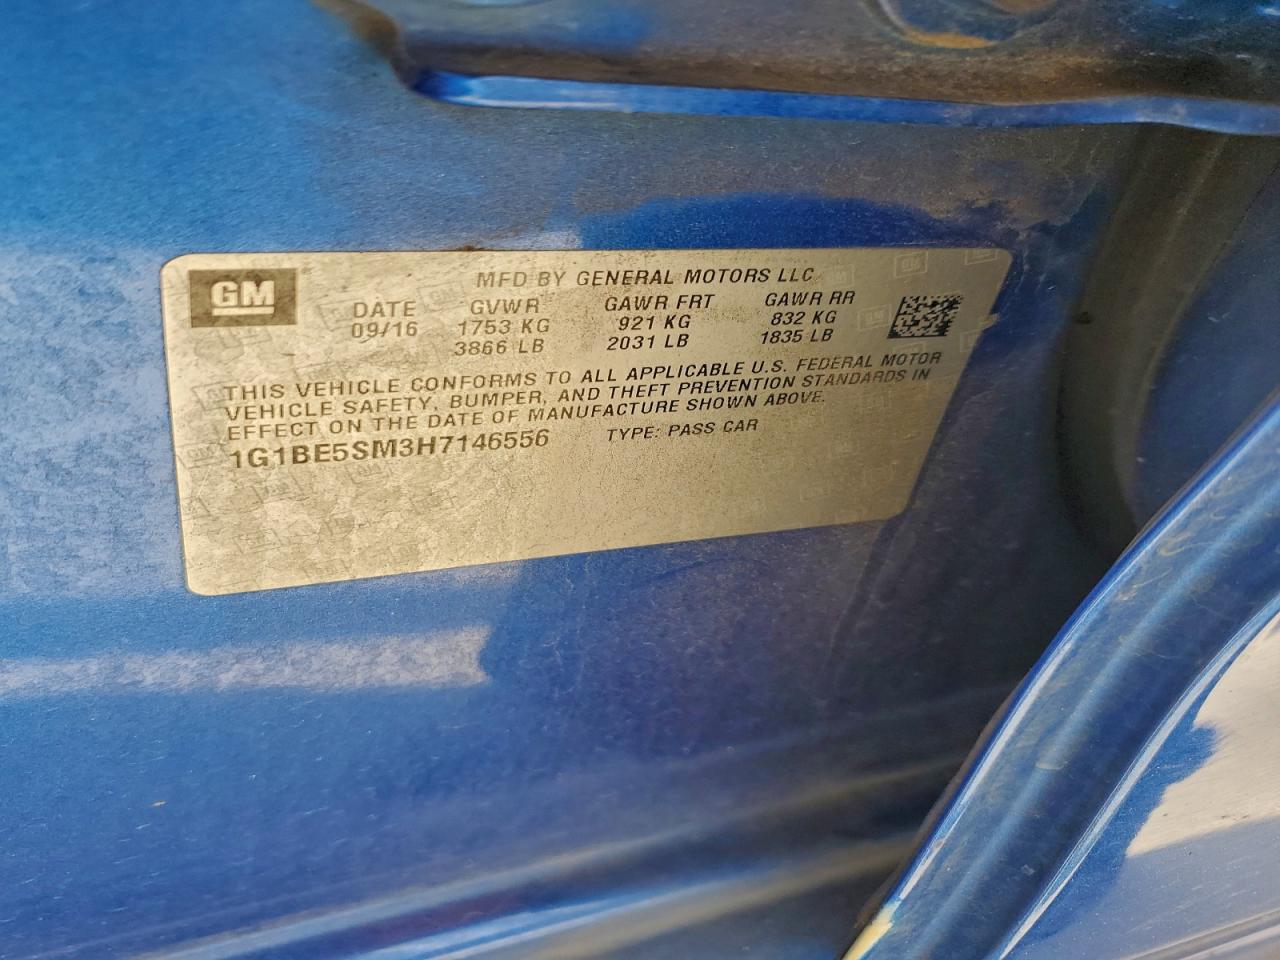 GM
MFD BY GENERAL MOTORS LLC
DATE GVWR GAWR FRT GAWR RR
09/16 1753 KG 921 KG 832 KG
3866 LB 2031 LB 1835 LB
THIS VEHICLE CONFORMS TO ALL APPLICABLE U.S. FEDERAL MOTOR
VEHICLE SAFETY, BUMPER, AND THEFT PREVENTION STANDARDS IN
EFFECT ON THE DATE OF MANUFACTURE SHOWN ABOVE.
1G1BE5SM3H7146556 TYPE: PASS CAR